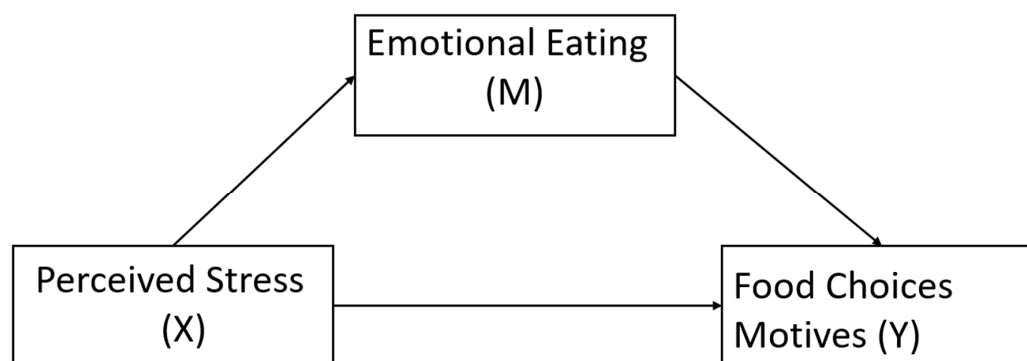 Emotional Eating
(M)
Perceived Stress
(X)
Food Choices
Motives (Y)